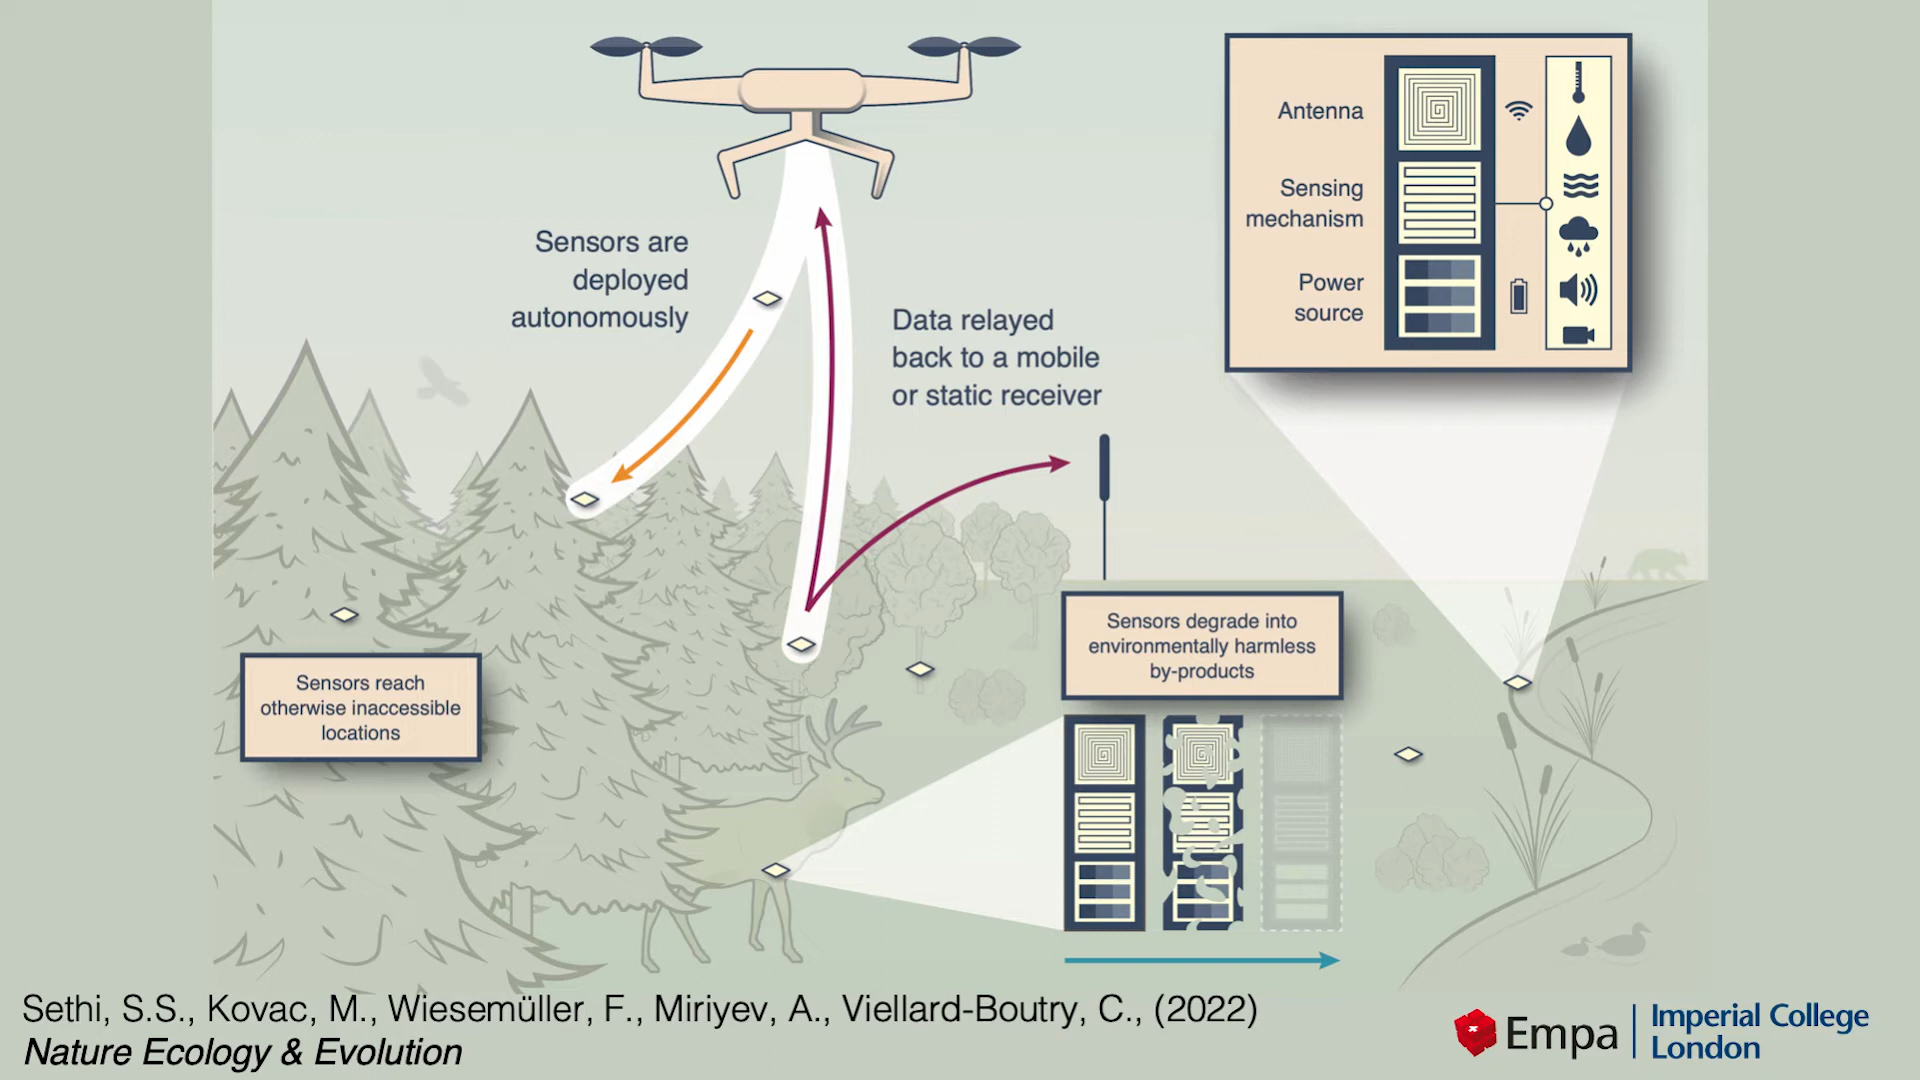 Sensors are
deployed
autonomously
Data relayed
back to a mobile
or static receiver
Antenna
Sensing
mechanism
Power
source
Sensors reach
otherwise inaccessible
locations
Sensors degrade into
environmentally harmless
by-products
Sethi, S.S., Kovac, M., Wiesemüller, F., Miriyev, A., Viellard-Boutry, C., (2022)
Nature Ecology & Evolution
Empa
Imperial College
London